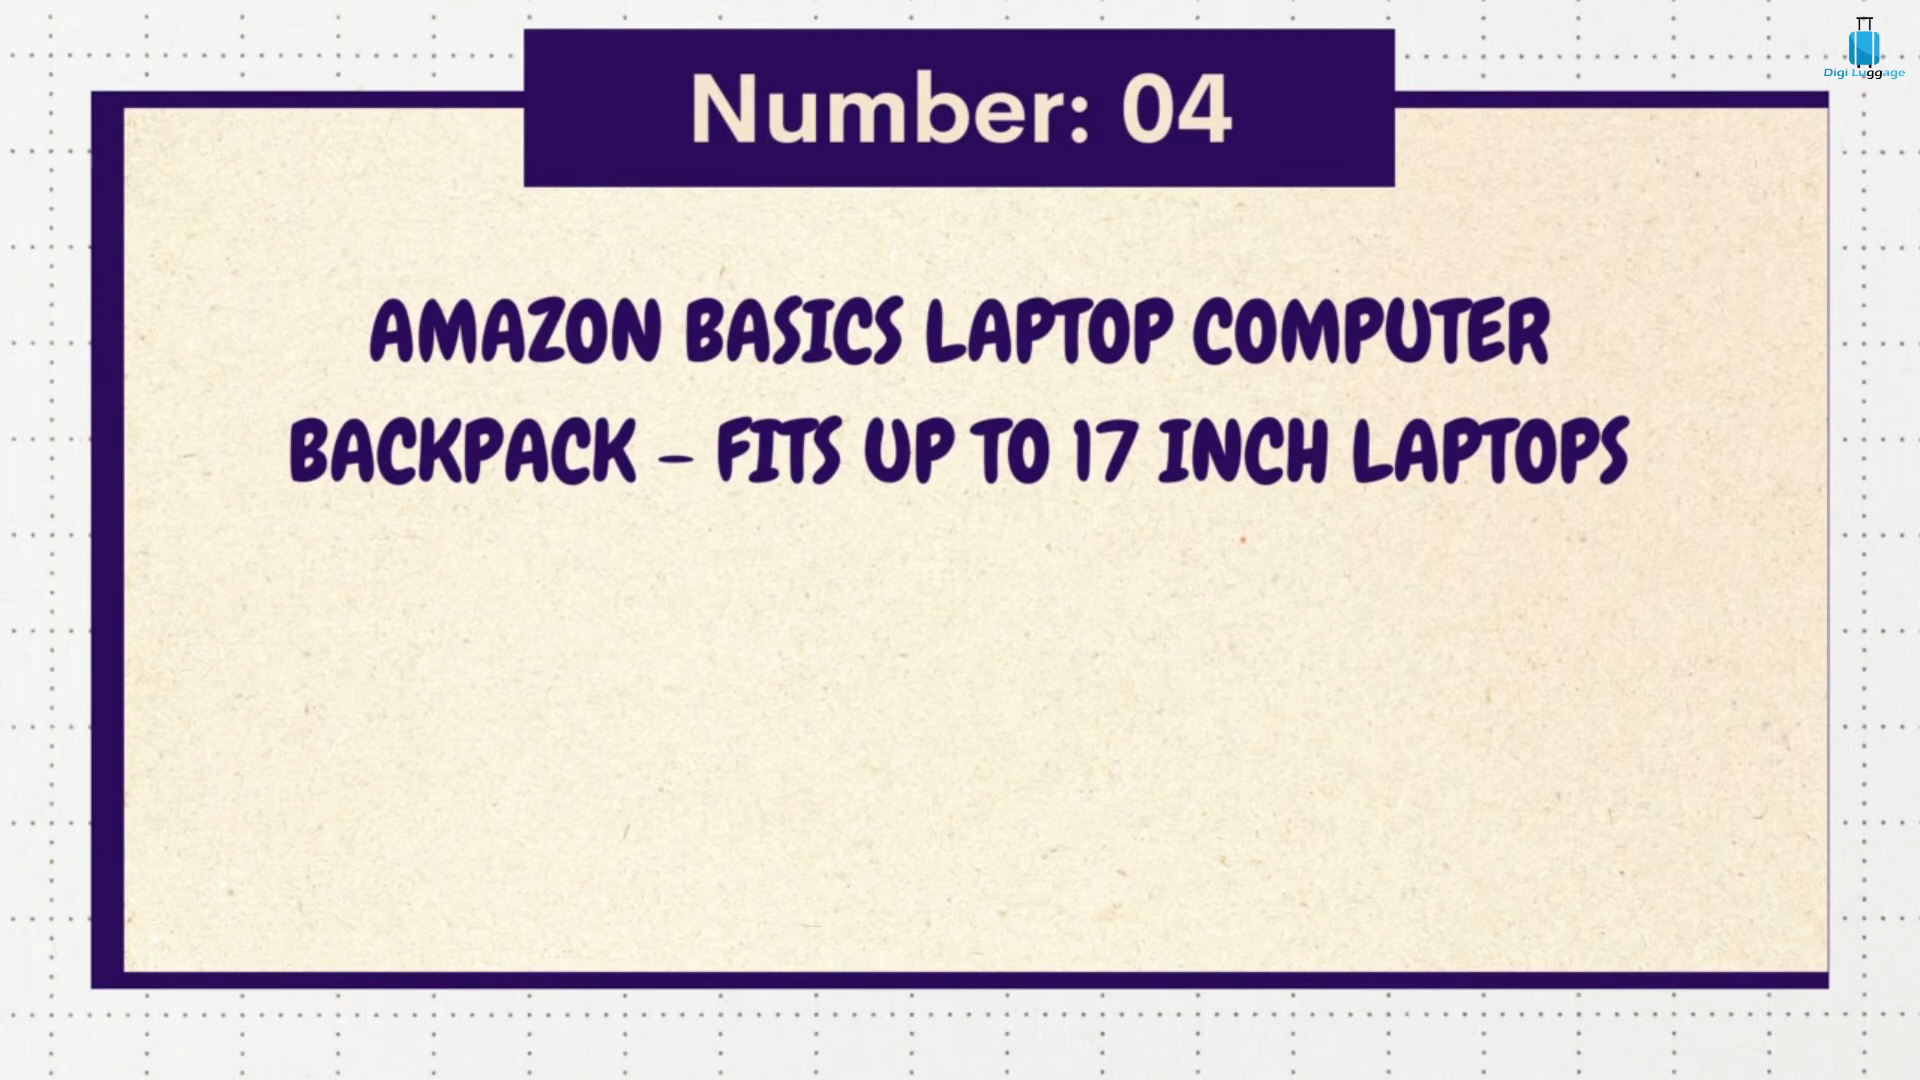 Digi Luggage
Number: 04
AMAZON BASICS LAPTOP COMPUTER
BACKPACK - FITS UP TO 17 INCH LAPTOPS